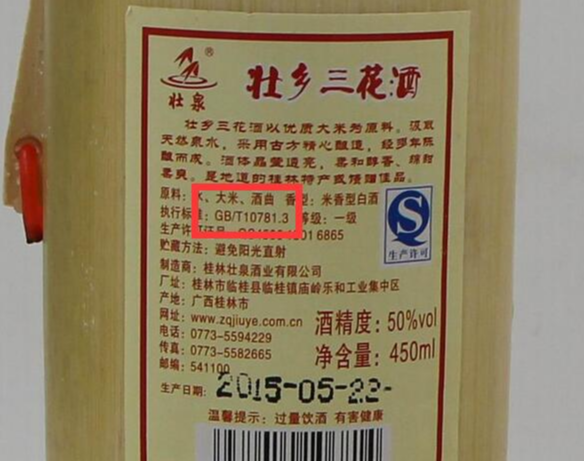 壮泉
®
壮乡三花酒
壮乡三花酒以优质大米为原料。汲取
天然泉水，采用古方精心酿造，经多年陈
酿而成。酒体晶莹透亮，柔和醇香、绵甜
柔爽。是地道的桂林特产或馈赠佳品。
原料：水、大米、酒曲 香型：米香型白酒
执行标准：GB/T10781.3 等级：一级
生产许可证号 6865
贮藏方法：避免阳光直射
生产许可
制造商：桂林壮泉酒业有限公司
厂址：桂林市临桂县临桂镇庙岭乐和工业集中区
产地：广西桂林市
网址：www.zqjiuye.com.cn
电话：0773-5594229
传真：0773-5582665
邮编：541100
酒精度：50%vol
净含量：450ml
生产日期：2015-05-22-
温馨提示：过量饮酒 有害健康